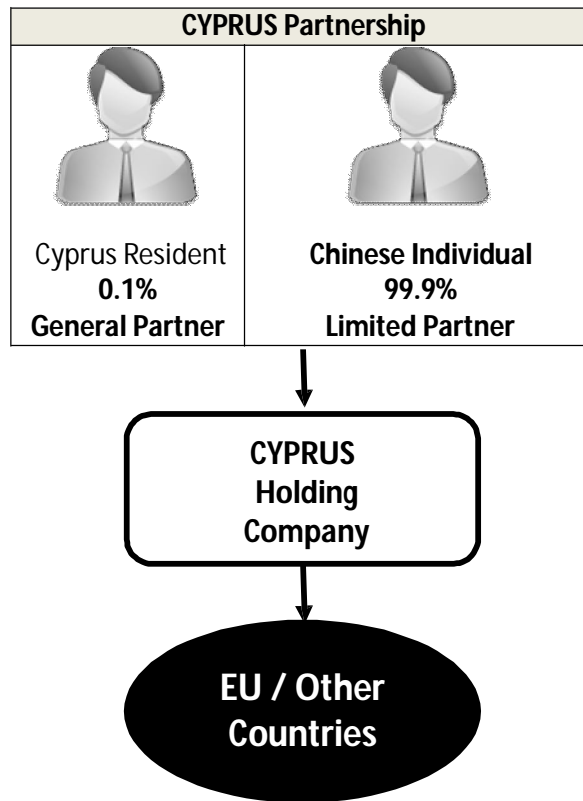 CYPRUS Partnership
Cyprus Resident
0.1%
General Partner
Chinese Individual
99.9%
Limited Partner
CYPRUS
Holding
Company
EU / Other
Countries